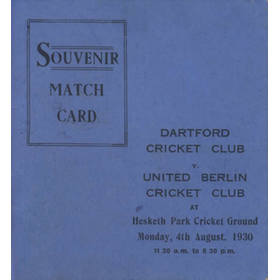 SOUVENIR
MATCH
CARD
DARTFORD
CRICKET CLUB
V.
UNITED BERLIN
CRICKET CLUB
AT
Hesketh Park Cricket Ground
Monday, 4th August, 1930
11.30 a.m. to 6.30 p.m.